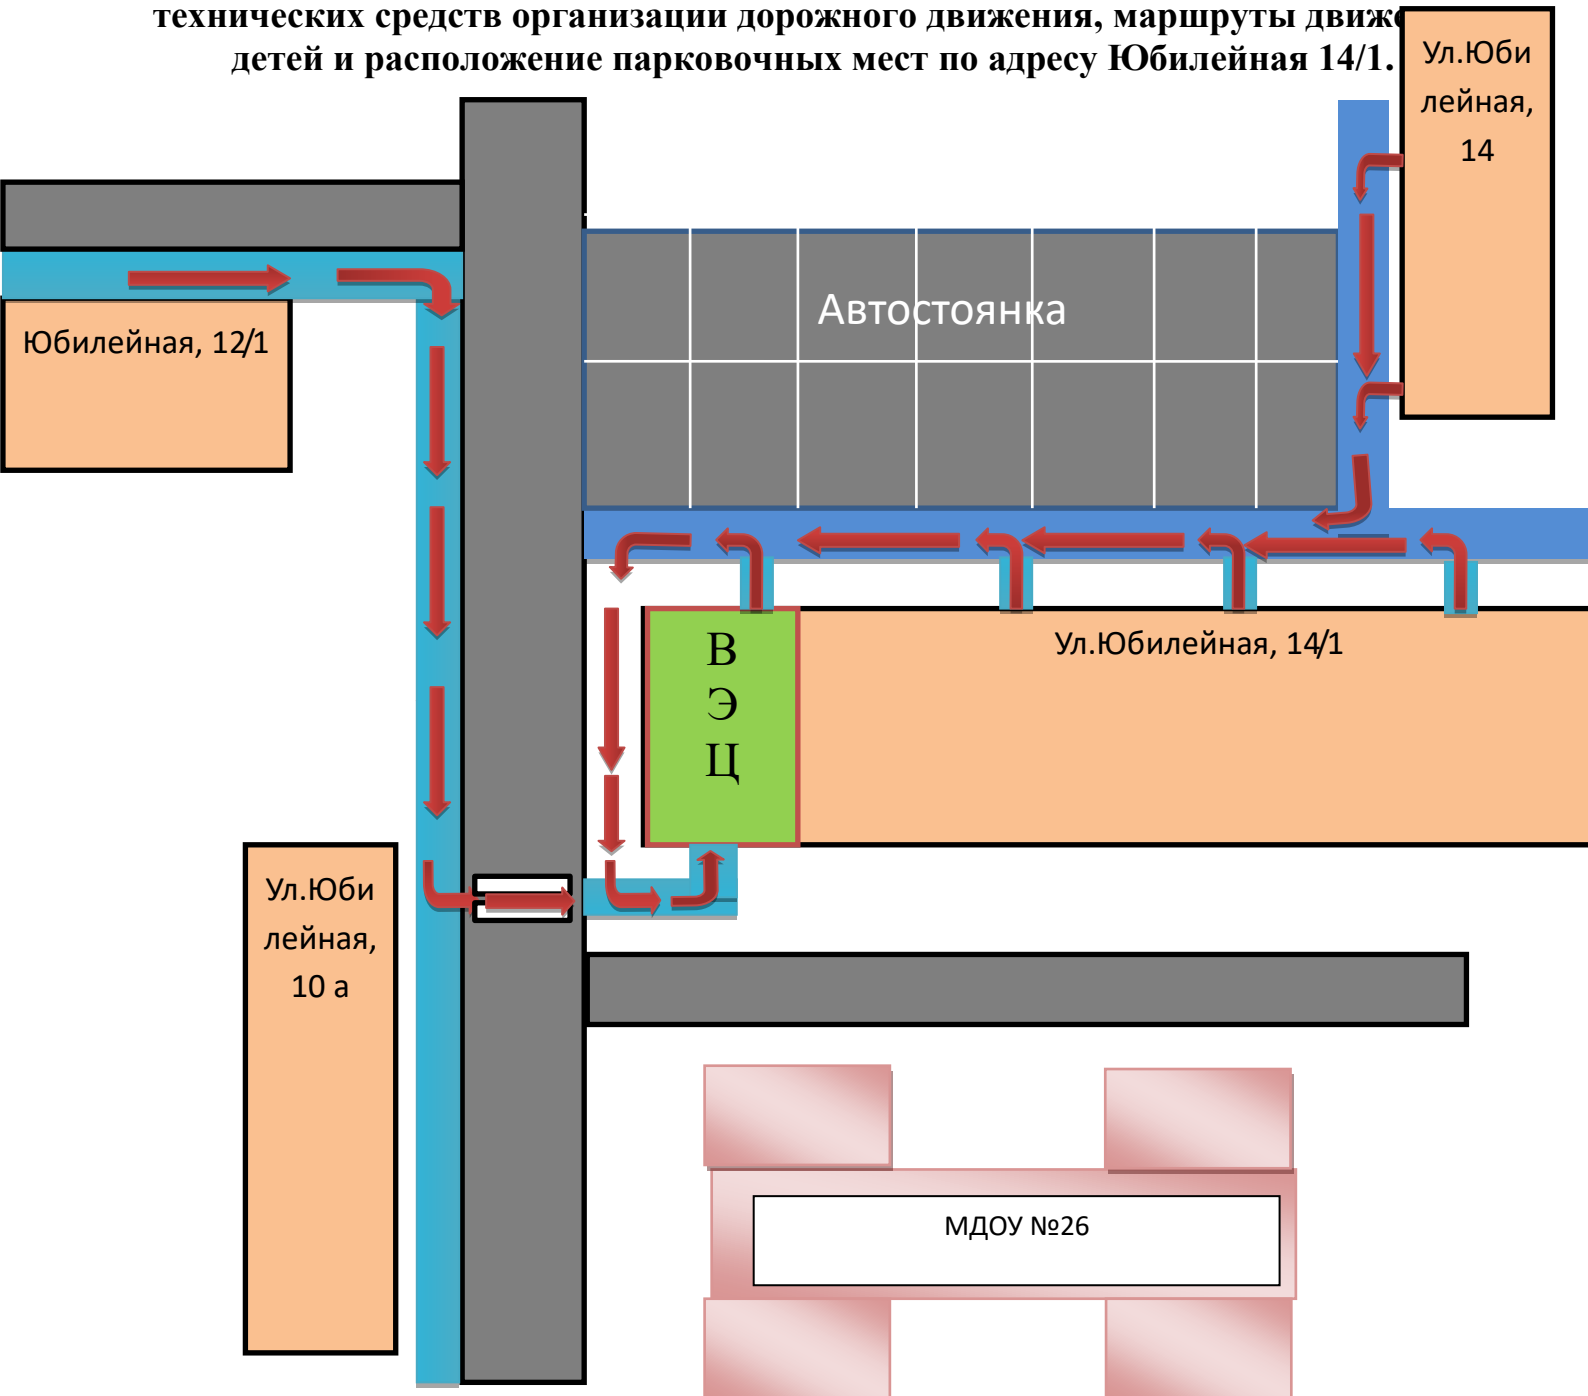 технических средств организации дорожного движения, маршруты движе
детей и расположение парковочных мест по адресу Юбилейная 14/1.
Ул.Юби
лейная,
14
Автостоянка
Юбилейная, 12/1
В
Э
Ц
Ул.Юбилейная, 14/1
Ул.Юби
лейная,
10 а
МДОУ №26